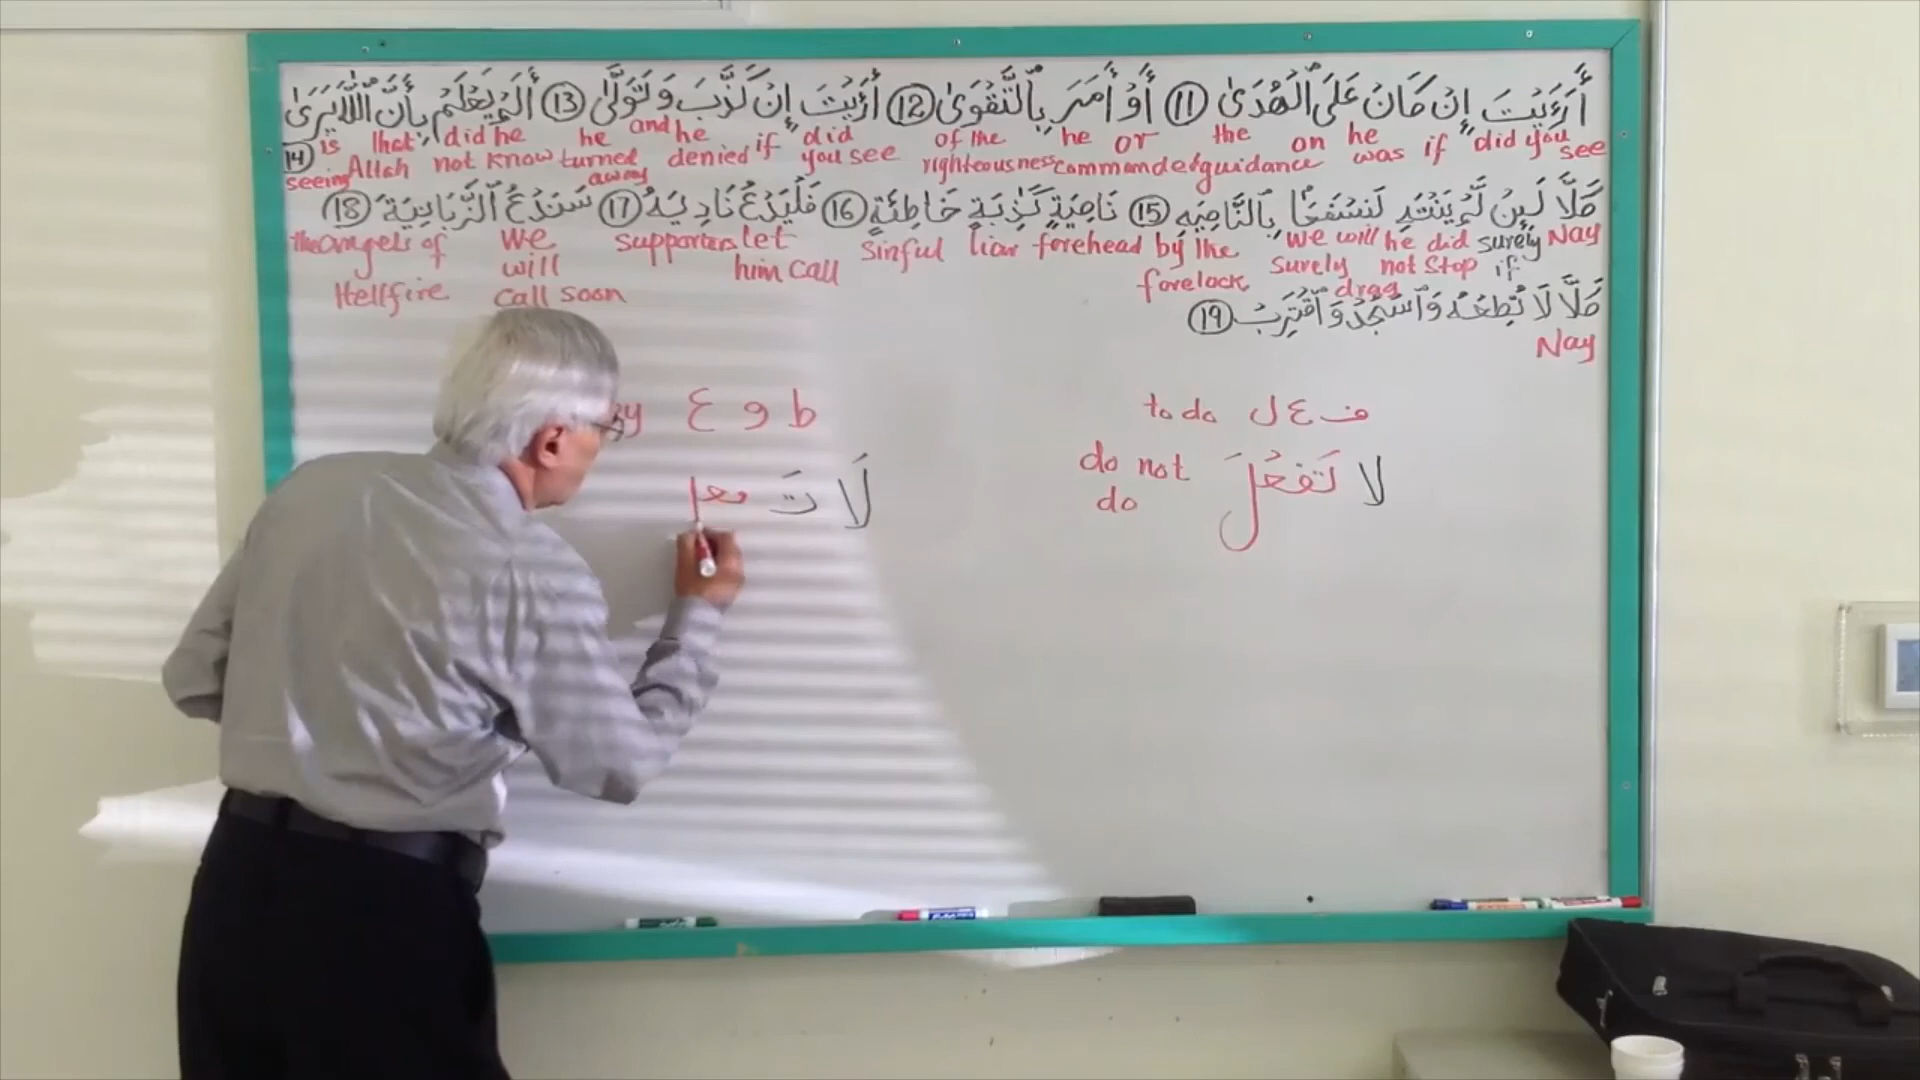 أَرَءَيْتَ إِن كَانَ عَلَى ٱلْهُدَىٰ ⑪ أَوْ أَمَرَ بِٱلتَّقْوَىٰ ⑫ أَرَءَيْتَ إِن كَذَّبَ وَتَوَلَّىٰ ⑬ أَلَمْ يَعْلَم بِأَنَّ ٱللَّهَ يَرَىٰ
is that did he he and he if "did of the he or the on he if "did you
⑭ seeing Allah not know turned away denied you see righteousness commanded guidance was see
كَلَّا لَئِن لَّمْ يَنتَهِ لَنَسْفَعًۢا بِٱلنَّاصِيَةِ ⑮ نَاصِيَةٍ كَٰذِبَةٍ خَاطِئَةٍ ⑯ فَلْيَدْعُ نَادِيَهُ ⑰ سَنَدْعُ ٱلزَّبَانِيَةَ ⑱
the angels of we supporters let sinful liar forehead by the we will he did surely Nay
Hellfire will him call forelock surely not stop if
call soon drag
كَلَّا لَا تُطِعْهُ وَٱسْجُدْ وَٱقْتَرِب ⑲
Nay
ف ع ل to do
ط و ع
لا تَفْعُلَ do not
do
لَا تَ